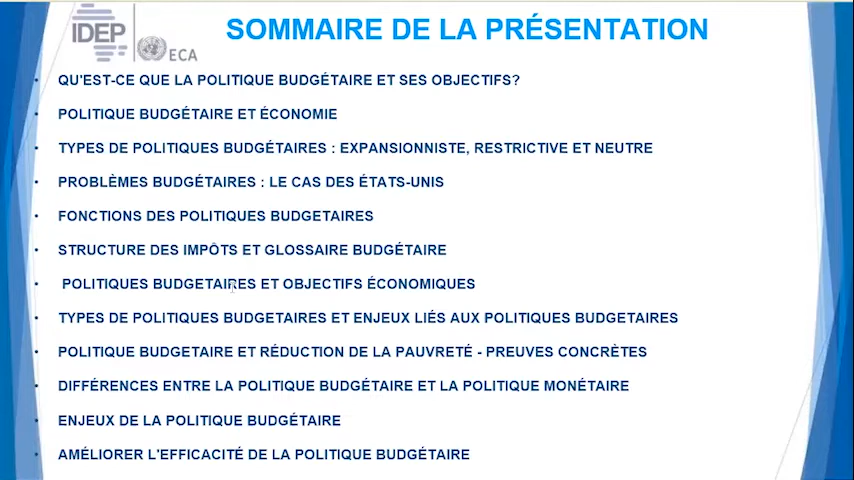 IDEP
ECA
SOMMAIRE DE LA PRÉSENTATION
• QU'EST-CE QUE LA POLITIQUE BUDGÉTAIRE ET SES OBJECTIFS?
• POLITIQUE BUDGÉTAIRE ET ÉCONOMIE
• TYPES DE POLITIQUES BUDGÉTAIRES : EXPANSIONNISTE, RESTRICTIVE ET NEUTRE
• PROBLÈMES BUDGÉTAIRES : LE CAS DES ÉTATS-UNIS
• FONCTIONS DES POLITIQUES BUDGETAIRES
• STRUCTURE DES IMPÔTS ET GLOSSAIRE BUDGÉTAIRE
• POLITIQUES BUDGETAIRES ET OBJECTIFS ÉCONOMIQUES
• TYPES DE POLITIQUES BUDGETAIRES ET ENJEUX LIÉS AUX POLITIQUES BUDGETAIRES
• POLITIQUE BUDGETAIRE ET RÉDUCTION DE LA PAUVRETÉ - PREUVES CONCRÈTES
• DIFFÉRENCES ENTRE LA POLITIQUE BUDGÉTAIRE ET LA POLITIQUE MONÉTAIRE
• ENJEUX DE LA POLITIQUE BUDGÉTAIRE
• AMÉLIORER L'EFFICACITÉ DE LA POLITIQUE BUDGÉTAIRE